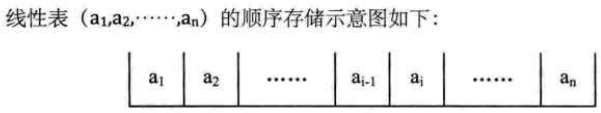 线性表（a₁,a₂,……,aₙ）的顺序存储示意图如下：
a₁ a₂ …… aᵢ₋₁ aᵢ …… aₙ